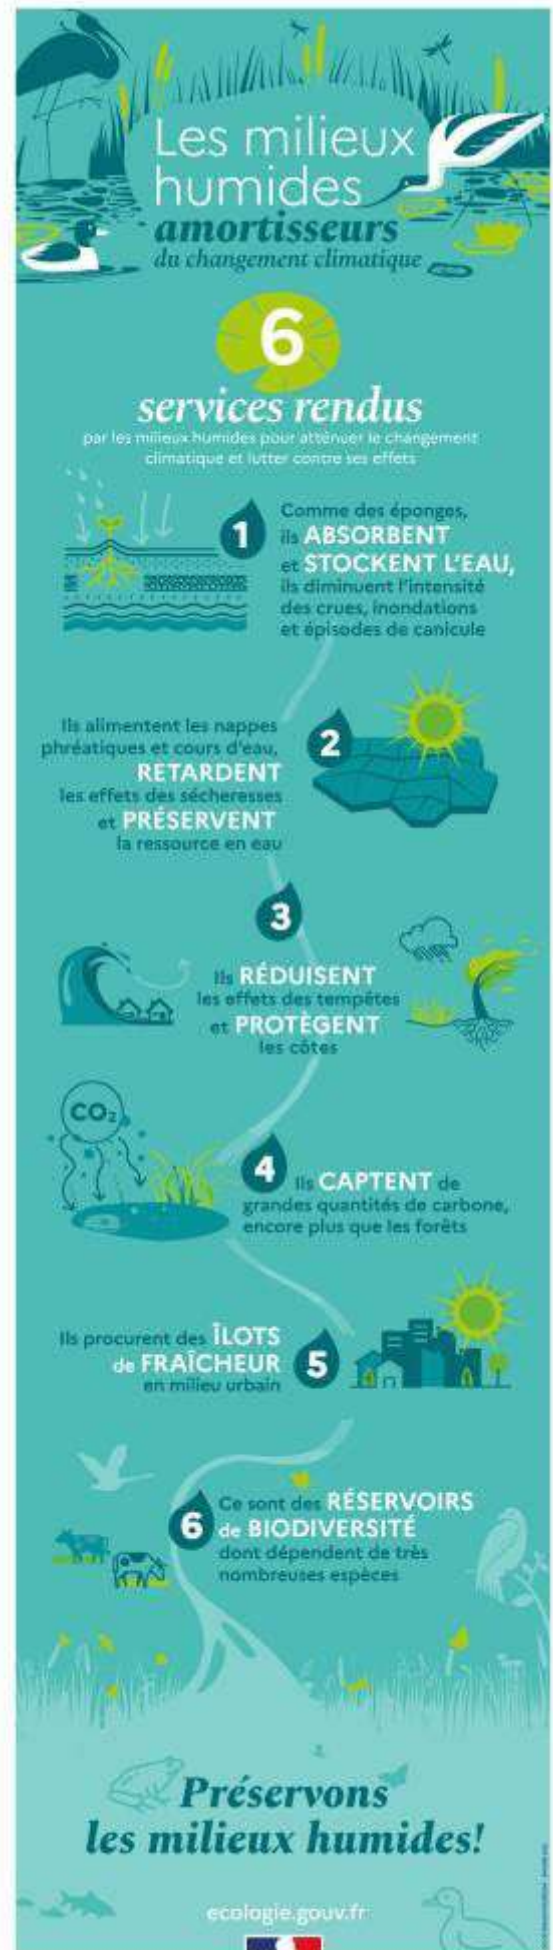 Les milieux
humides
amortisseurs
du changement climatique
6
services rendus
par les milieux humides pour atténuer le changement
climatique et lutter contre ses effets
1
Comme des éponges,
ils ABSORBENT
et STOCKENT L'EAU,
ils diminuent l'intensité
des crues, inondations
et épisodes de canicule
2
Ils alimentent les nappes
phréatiques et cours d'eau,
RETARDENT
les effets des sécheresses
et PRÉSERVENT
la ressource en eau
3
Ils RÉDUISENT
les effets des tempêtes
et PROTÈGENT
les côtes
CO2
4
Ils CAPTENT de
grandes quantités de carbone,
encore plus que les forêts
Ils procurent des ÎLOTS
de FRAÎCHEUR
en milieu urbain
5
6
Ce sont des RÉSERVOIRS
de BIODIVERSITÉ
dont dépendent de très
nombreuses espèces
Préservons
les milieux humides!
ecologie.gouv.fr